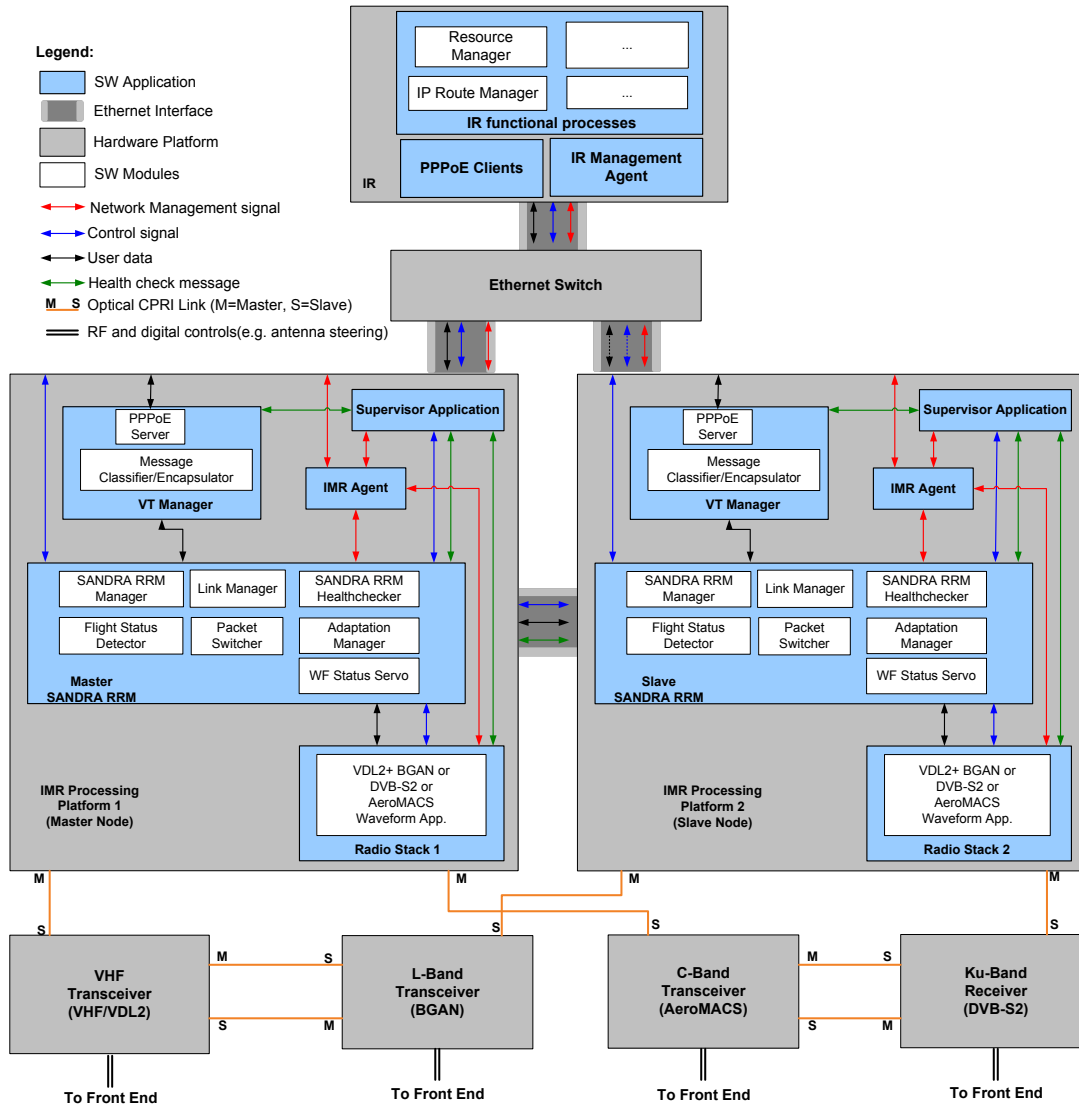 Legend:
SW Application
Ethernet Interface
Hardware Platform
SW Modules
Network Management signal
Control signal
User data
Health check message
M S Optical CPRI Link (M=Master, S=Slave)
RF and digital controls(e.g. antenna steering)
Resource
Manager
...
IP Route Manager
...
IR functional processes
PPPoE Clients
IR Management
Agent
IR
Ethernet Switch
PPPoE
Server
Message
Classifier/Encapsulator
VT Manager
Supervisor Application
IMR Agent
SANDRA RRM
Manager
Link Manager
SANDRA RRM
Healthchecker
Flight Status
Detector
Packet
Switcher
Adaptation
Manager
WF Status Servo
Master
SANDRA RRM
VDL2+ BGAN or
DVB-S2 or
AeroMACS
Waveform App.
Radio Stack 1
IMR Processing
Platform 1
(Master Node)
PPPoE
Server
Message
Classifier/Encapsulator
VT Manager
Supervisor Application
IMR Agent
SANDRA RRM
Manager
Link Manager
SANDRA RRM
Healthchecker
Flight Status
Detector
Packet
Switcher
Adaptation
Manager
WF Status Servo
Slave
SANDRA RRM
VDL2+ BGAN or
DVB-S2 or
AeroMACS
Waveform App.
Radio Stack 2
IMR Processing
Platform 2
(Slave Node)
M
M
M
M
S
S
S
S
VHF
Transceiver
(VHF/VDL2)
M
S
S
M
L-Band
Transceiver
(BGAN)
C-Band
Transceiver
(AeroMACS)
M
S
S
M
Ku-Band
Receiver
(DVB-S2)
To Front End
To Front End
To Front End
To Front End